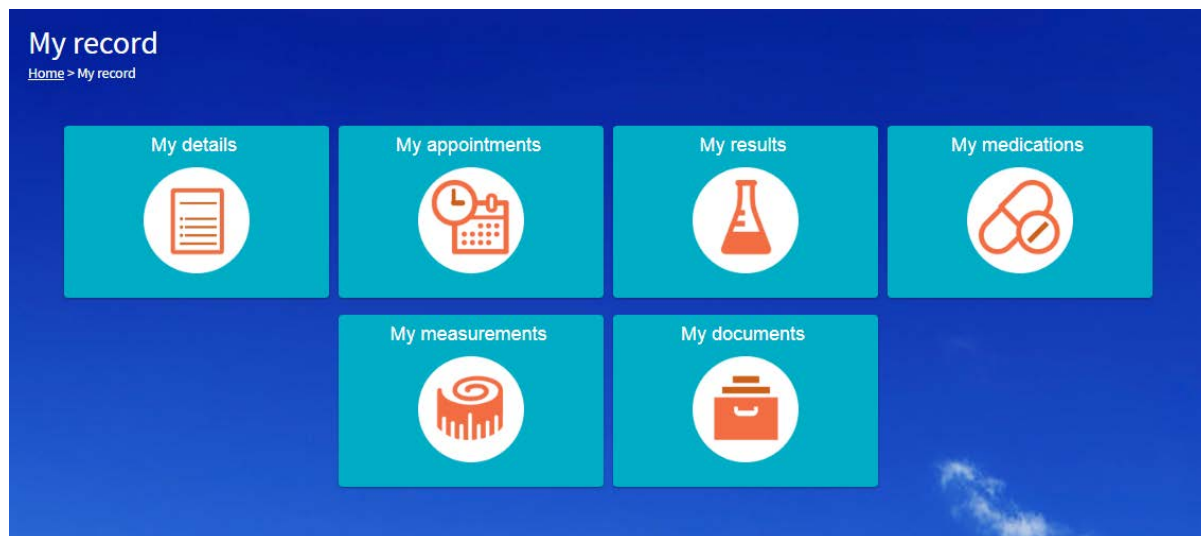 My record
Home > My record
My details
My appointments
My results
My medications
My measurements
My documents